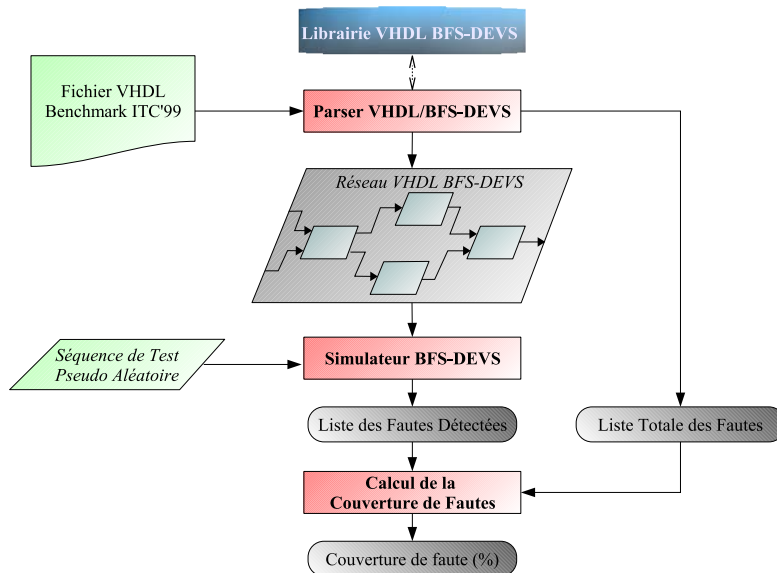 Librairie VHDL BFS-DEVS
Fichier VHDL
Benchmark ITC'99
Parser VHDL/BFS-DEVS
Réseau VHDL BFS-DEVS
Séquence de Test
Pseudo Aléatoire
Simulateur BFS-DEVS
Liste des Fautes Détectées
Liste Totale des Fautes
Calcul de la
Couverture de Fautes
Couverture de faute (%)